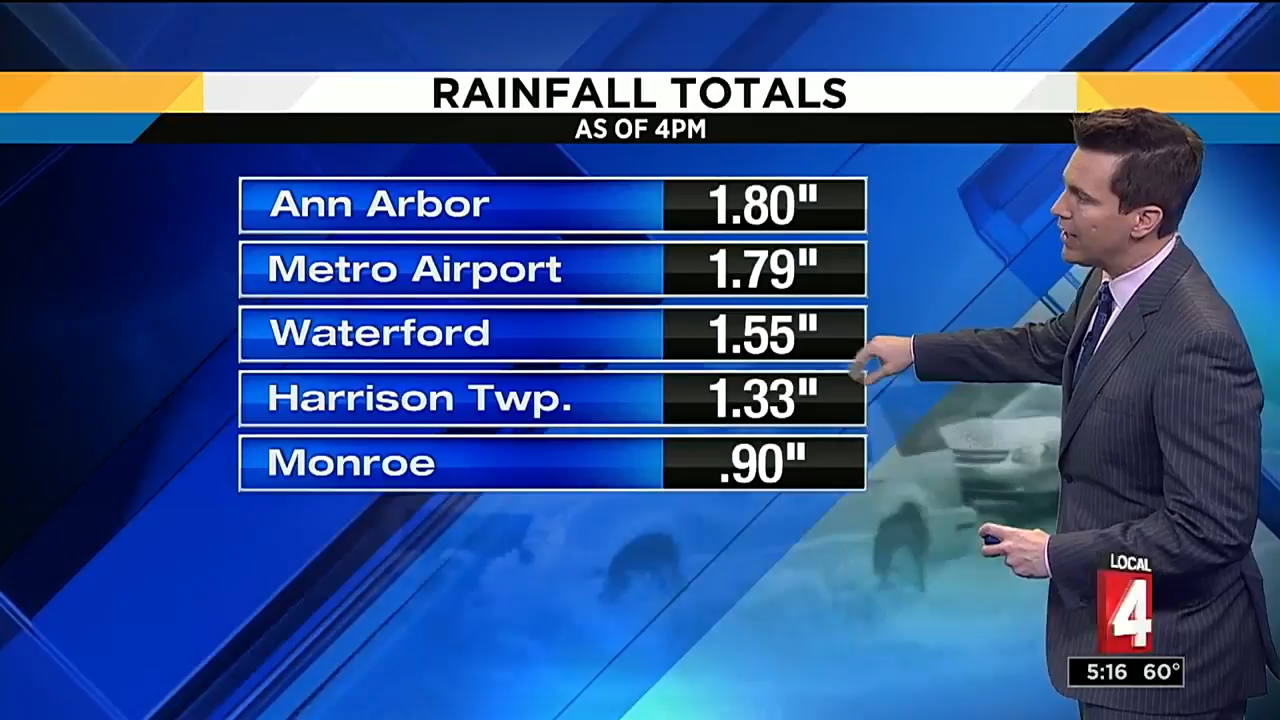 RAINFALL TOTALS
AS OF 4PM
Ann Arbor 1.80"
Metro Airport 1.79"
Waterford 1.55"
Harrison Twp. 1.33"
Monroe .90"
LOCAL
4
5:16 60°